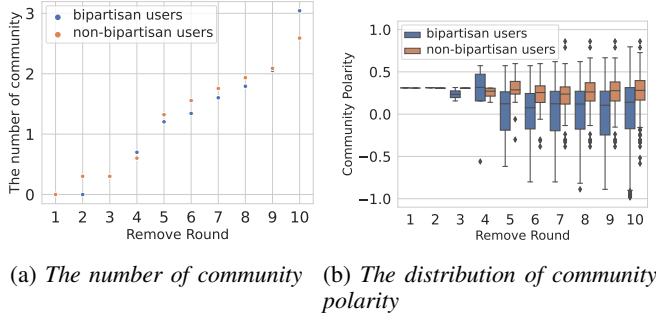 bipartisan users
non-bipartisan users
The number of community
3
2
1
0
1 2 3 4 5 6 7 8 9 10
Remove Round
bipartisan users
non-bipartisan users
Community Polarity
1.0
0.5
0.0
−0.5
−1.0
1 2 3 4 5 6 7 8 9 10
Remove Round
(a) The number of community
(b) The distribution of community
polarity